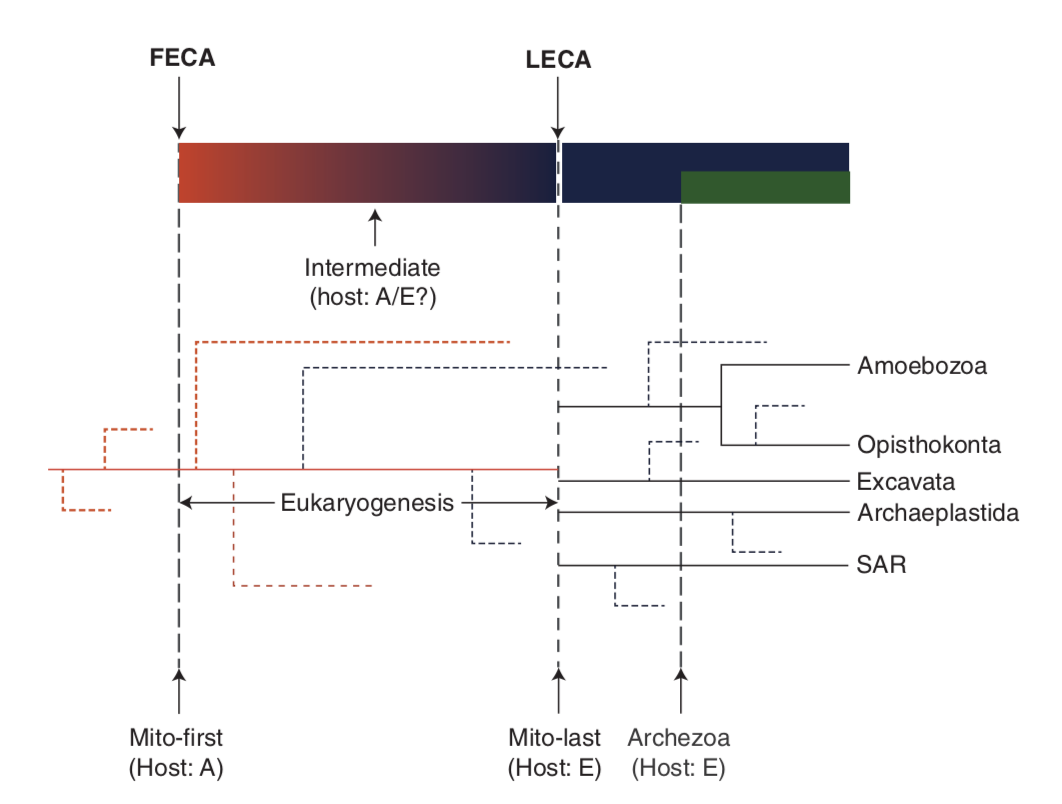 FECA
LECA
Intermediate
(host: A/E?)
Amoebozoa
Opisthokonta
Excavata
Eukaryogenesis
Archaeplastida
SAR
Mito-first
(Host: A)
Mito-last
(Host: E)
Archezoa
(Host: E)